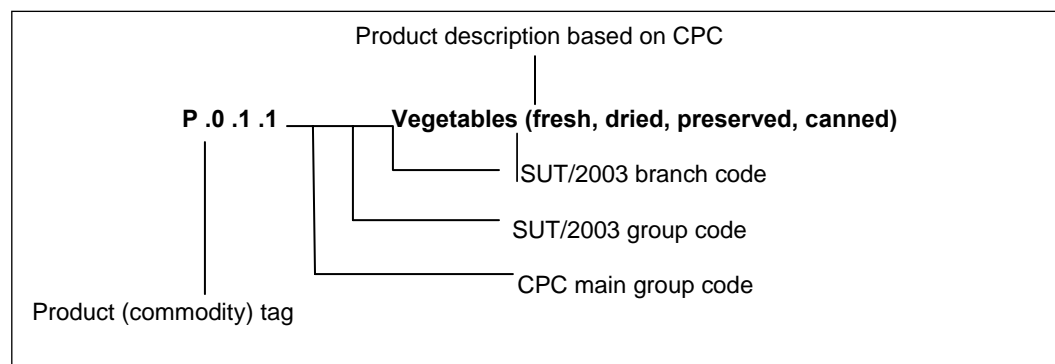 Product description based on CPC
P .0 .1 .1 Vegetables (fresh, dried, preserved, canned)
SUT/2003 branch code
SUT/2003 group code
CPC main group code
Product (commodity) tag